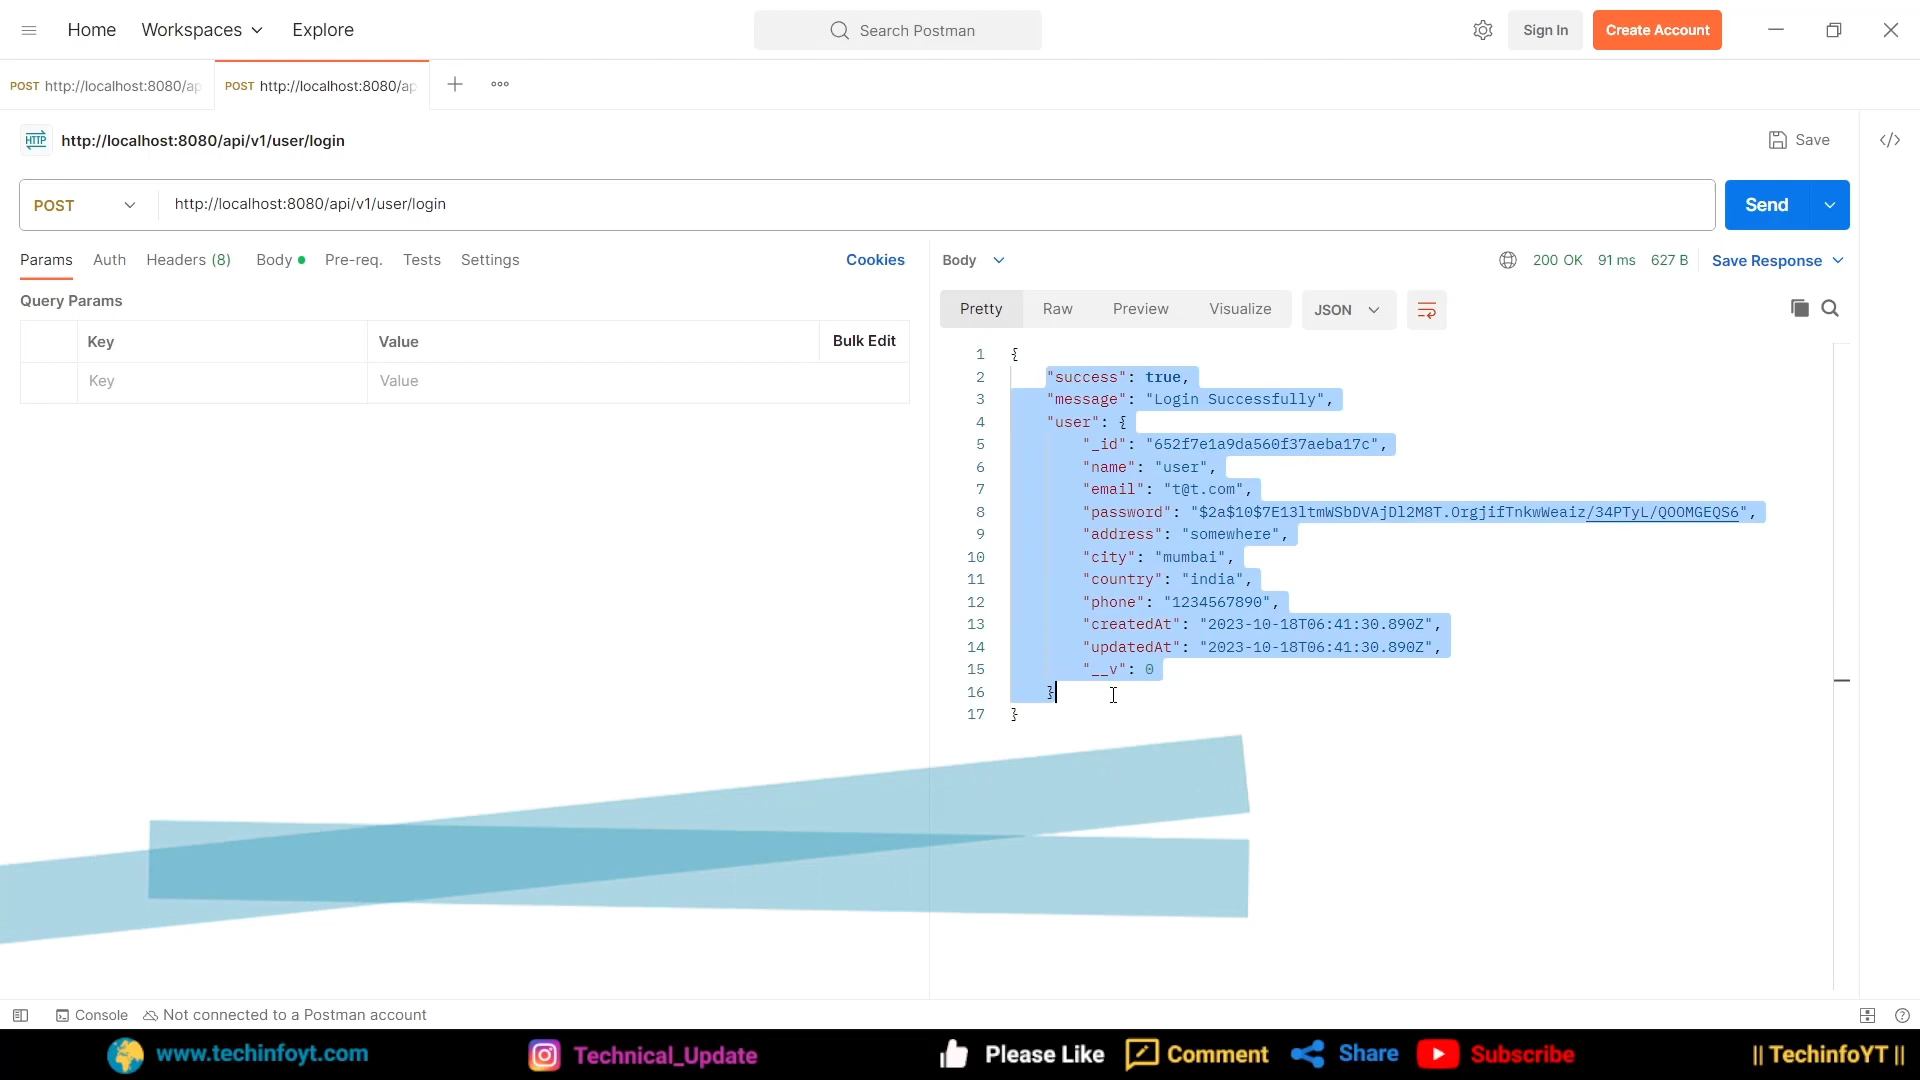 Home Workspaces Explore
Search Postman
Sign In Create Account
POST http://localhost:8080/ap POST http://localhost:8080/ap
HTTP http://localhost:8080/api/v1/user/login
Save
POST http://localhost:8080/api/v1/user/login
Send
Params Auth Headers (8) Body Pre-req. Tests Settings Cookies
Query Params
Key Value Bulk Edit
Key Value
Body 200 OK 91 ms 627 B Save Response
Pretty Raw Preview Visualize JSON
1 {
2 "success": true,
3 "message": "Login Successfully",
4 "user": {
5 "_id": "652f7e1a9da560f37aeba17c",
6 "name": "user",
7 "email": "t@t.com",
8 "password": "$2a$10$7E13ltmWSbDVAjDl2M8T.OrgjifTnkwWeaiz/34PTyL/QOOMGEQS6",
9 "address": "somewhere",
10 "city": "mumbai",
11 "country": "india",
12 "phone": "1234567890",
13 "createdAt": "2023-10-18T06:41:30.890Z",
14 "updatedAt": "2023-10-18T06:41:30.890Z",
15 "__v": 0
16 }
17 }
Console Not connected to a Postman account
www.techinfoyt.com Technical_Update Please Like Comment Share Subscribe || TechinfoYT ||